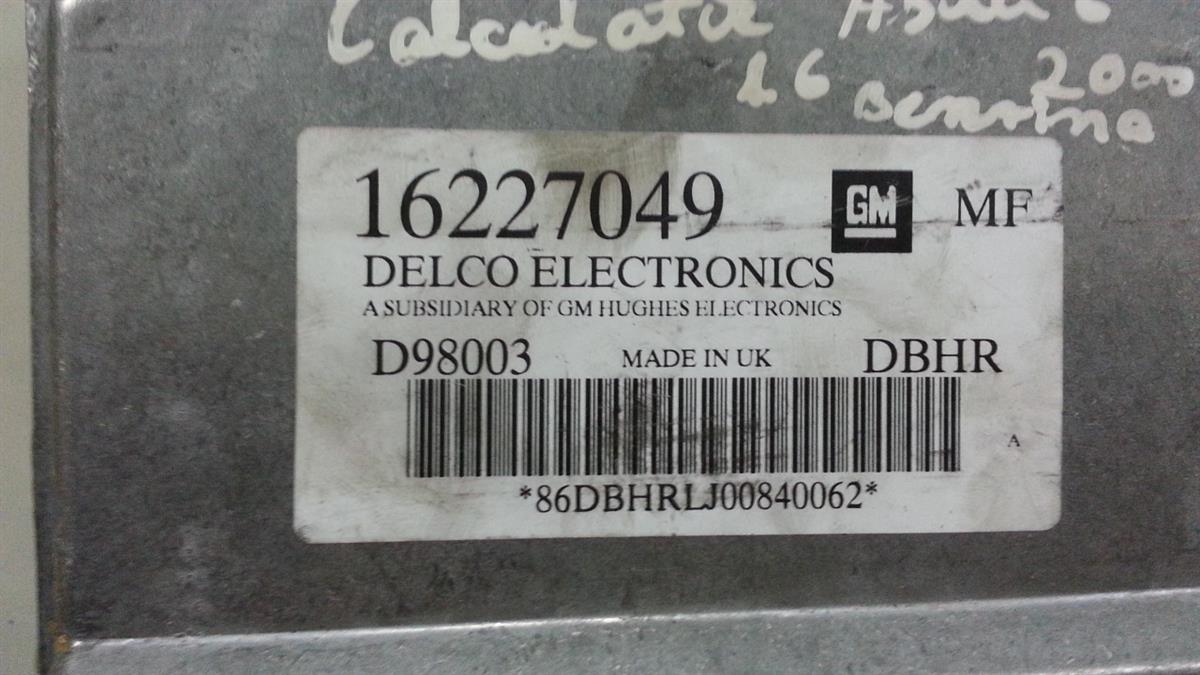 Calculator
1.6
2000
Benzina
16227049
GM
MF
DELCO ELECTRONICS
A SUBSIDIARY OF GM HUGHES ELECTRONICS
D98003 MADE IN UK DBHR
A
*86DBHRLJ00840062*